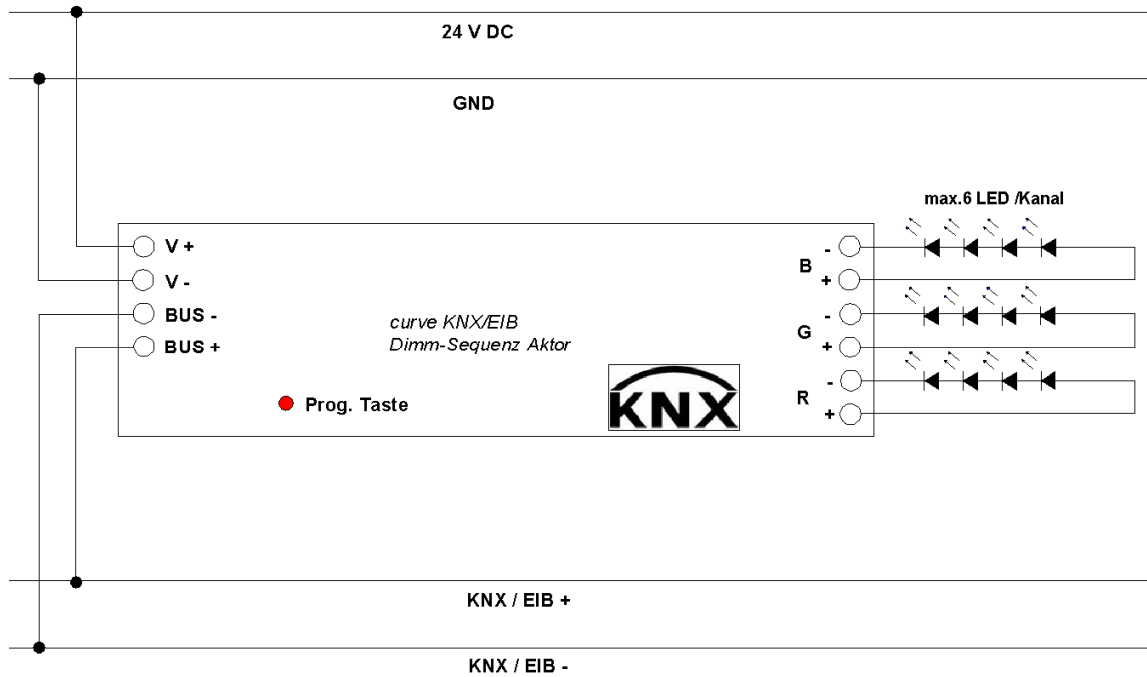 24 V DC
GND
max.6 LED /Kanal
V +
V -
BUS -
BUS +
curve KNX/EIB
Dimm-Sequenz Aktor
Prog. Taste
KNX
-
B
+
-
G
+
-
R
+
KNX / EIB +
KNX / EIB -